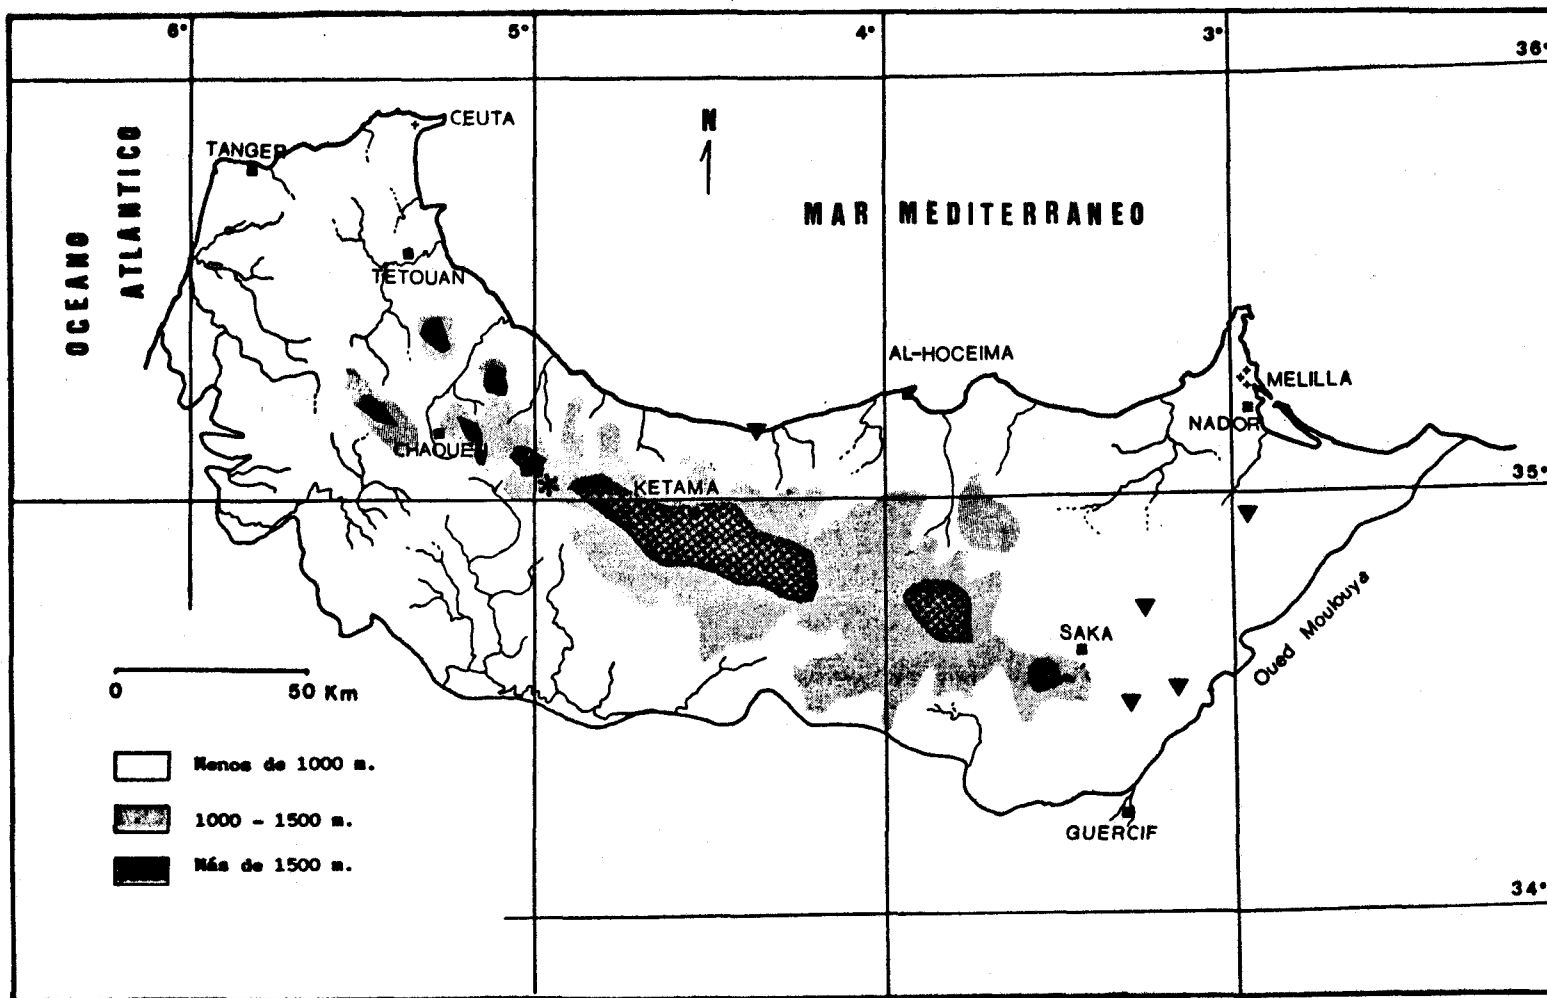 6° 5° 4° 3°
36°
CEUTA
N
TANGER
OCEANO
ATLANTICO
MAR MEDITERRANEO
TETOUAN
AL-HOCEIMA
MELILLA
NADOR
CHAOUEN
35°
KETAMA
SAKA
Oued Moulouya
0 50 Km
Menos de 1000 m.
1000 - 1500 m.
Más de 1500 m.
GUERCIF
34°